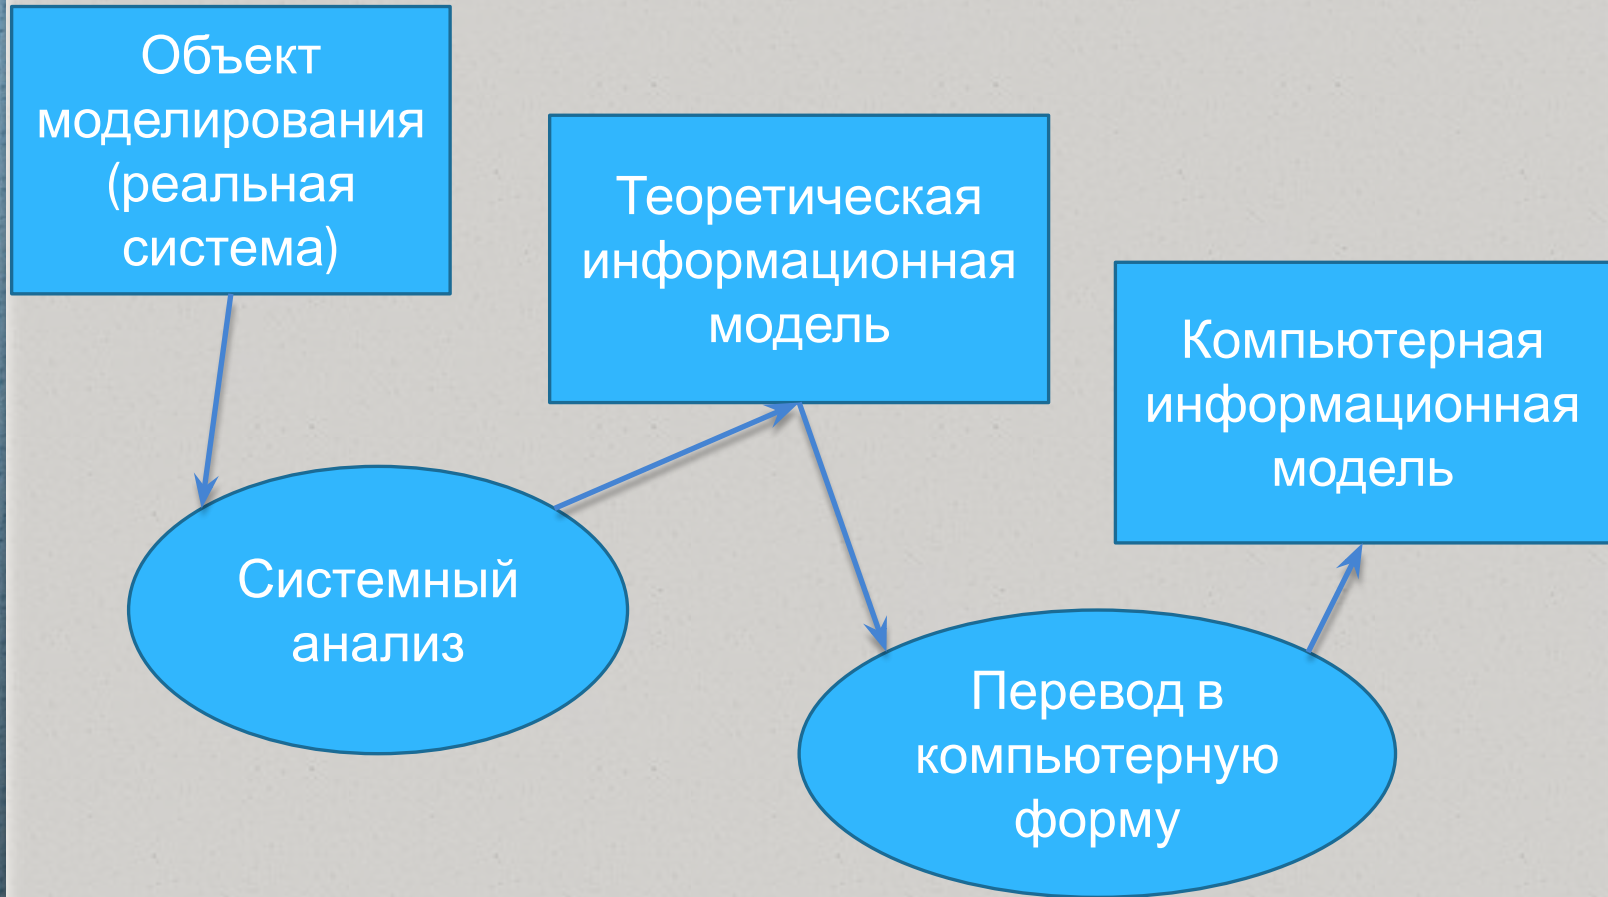 Объект
моделирования
(реальная
система)
Теоретическая
информационная
модель
Компьютерная
информационная
модель
Системный
анализ
Перевод в
компьютерную
форму